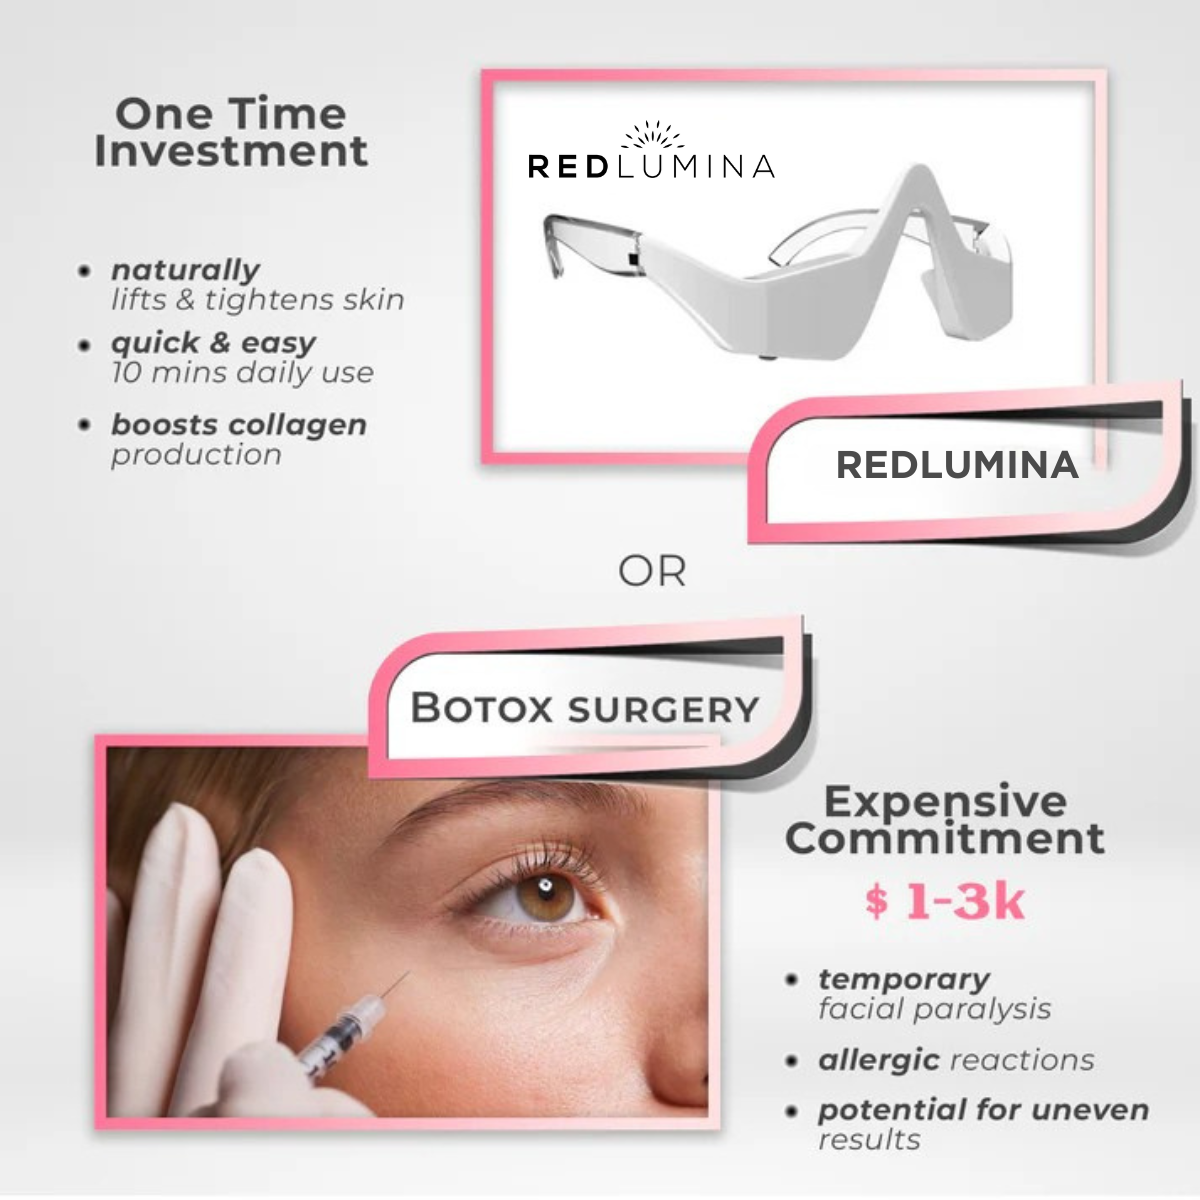 One Time
Investment
REDLUMINA
naturally
lifts & tightens skin
quick & easy
10 mins daily use
boosts collagen
production
REDLUMINA
OR
BOTOX SURGERY
Expensive
Commitment
$ 1-3k
temporary
facial paralysis
allergic reactions
potential for uneven
results